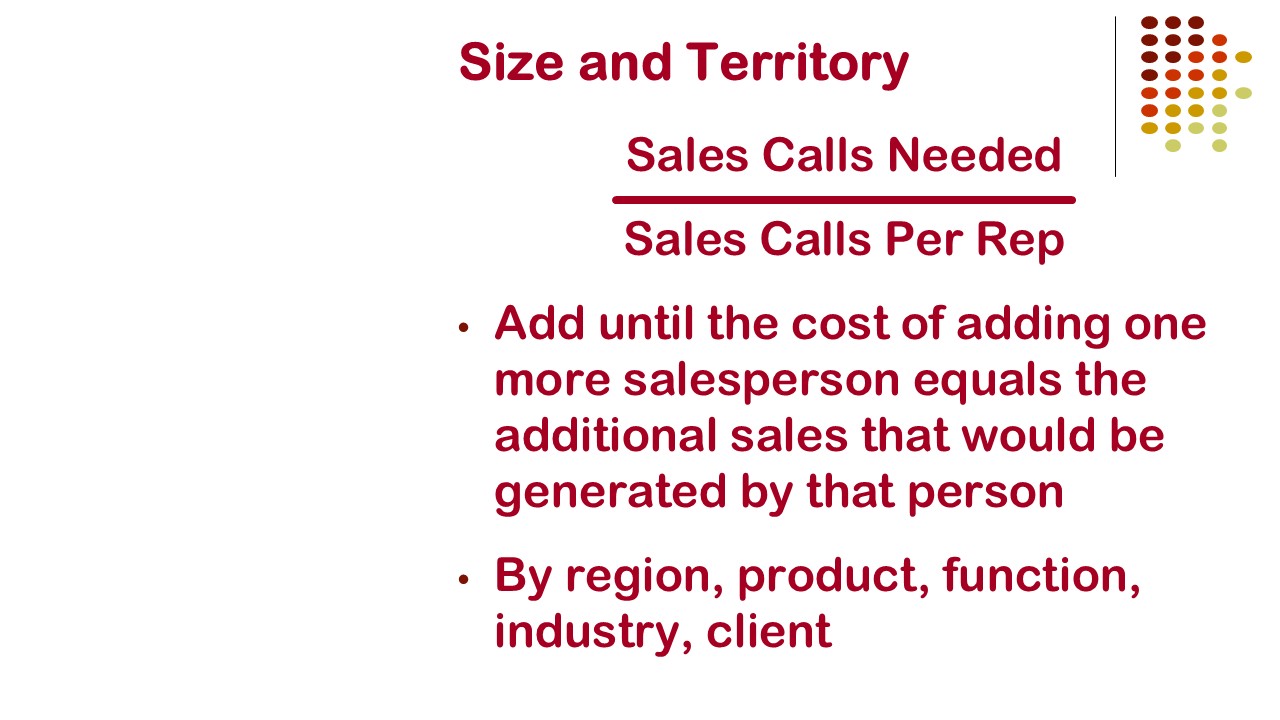 Size and Territory
Sales Calls Needed
Sales Calls Per Rep
• Add until the cost of adding one
more salesperson equals the
additional sales that would be
generated by that person
• By region, product, function,
industry, client